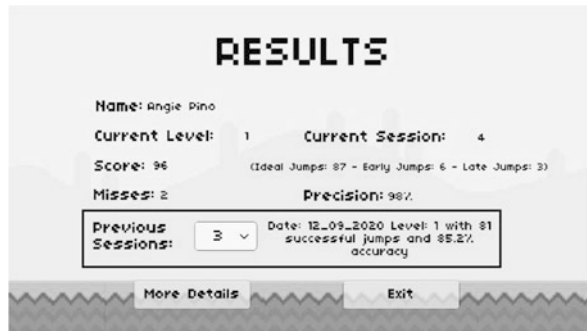 RESULTS
Name: Angie Pino
Current Level: 1 Current Session: 4
Score: 96 (Ideal Jumps: 87 - Early Jumps: 6 - Late Jumps: 3)
Misses: 2 Precision: 98%
Previous Sessions: 3
Date: 12_09_2020 Level: 1 with 81
successful jumps and 85.2%
accuracy
More Details Exit